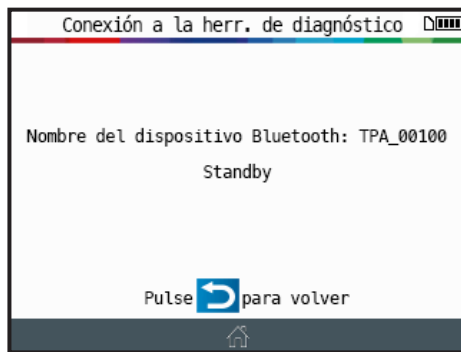 Conexión a la herr. de diagnóstico
Nombre del dispositivo Bluetooth: TPA_00100
Standby
Pulse para volver